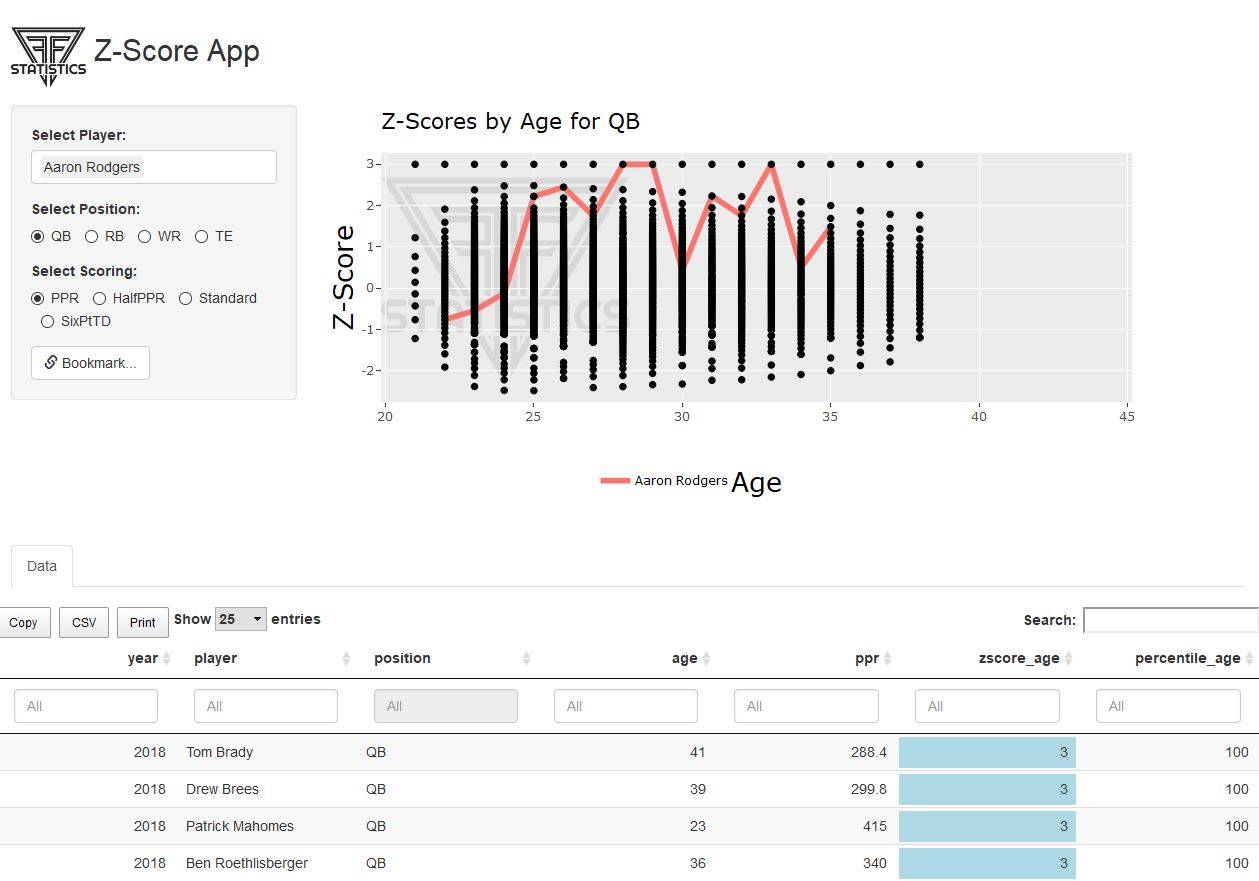 STATISTICS Z-Score App
Select Player:
Aaron Rodgers
Select Position:
QB RB WR TE
Select Scoring:
PPR HalfPPR Standard
SixPtTD
Bookmark...
Z-Scores by Age for QB
Z-Score
3
2
1
0
-1
-2
STATISTICS
20 25 30 35 40 45
Aaron Rodgers Age
Data
Copy CSV Print Show 25 entries Search:
year player position age ppr zscore_age percentile_age
All All All All All All All
2018 Tom Brady QB 41 288.4 3 100
2018 Drew Brees QB 39 299.8 3 100
2018 Patrick Mahomes QB 23 415 3 100
2018 Ben Roethlisberger QB 36 340 3 100